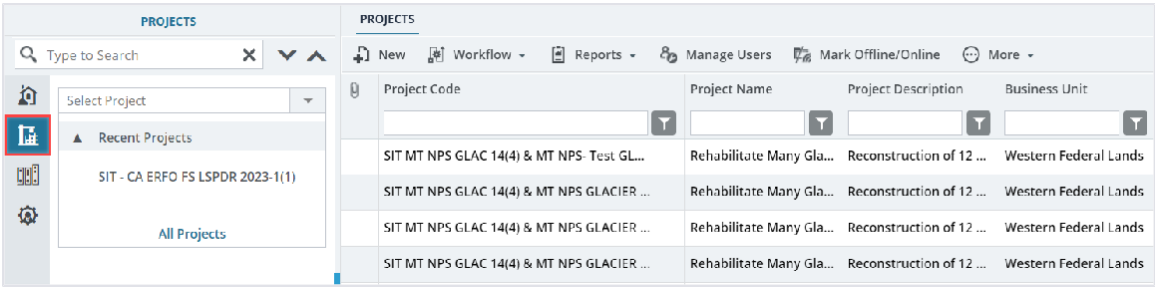 PROJECTS
Type to Search
Select Project
Recent Projects
SIT - CA ERFO FS LSPDR 2023-1(1)
All Projects
PROJECTS
New Workflow Reports Manage Users Mark Offline/Online More
Project Code Project Name Project Description Business Unit
SIT MT NPS GLAC 14(4) & MT NPS- Test GL... Rehabilitate Many Gla... Reconstruction of 12 ... Western Federal Lands
SIT MT NPS GLAC 14(4) & MT NPS GLACIER ... Rehabilitate Many Gla... Reconstruction of 12 ... Western Federal Lands
SIT MT NPS GLAC 14(4) & MT NPS GLACIER ... Rehabilitate Many Gla... Reconstruction of 12 ... Western Federal Lands
SIT MT NPS GLAC 14(4) & MT NPS GLACIER ... Rehabilitate Many Gla... Reconstruction of 12 ... Western Federal Lands